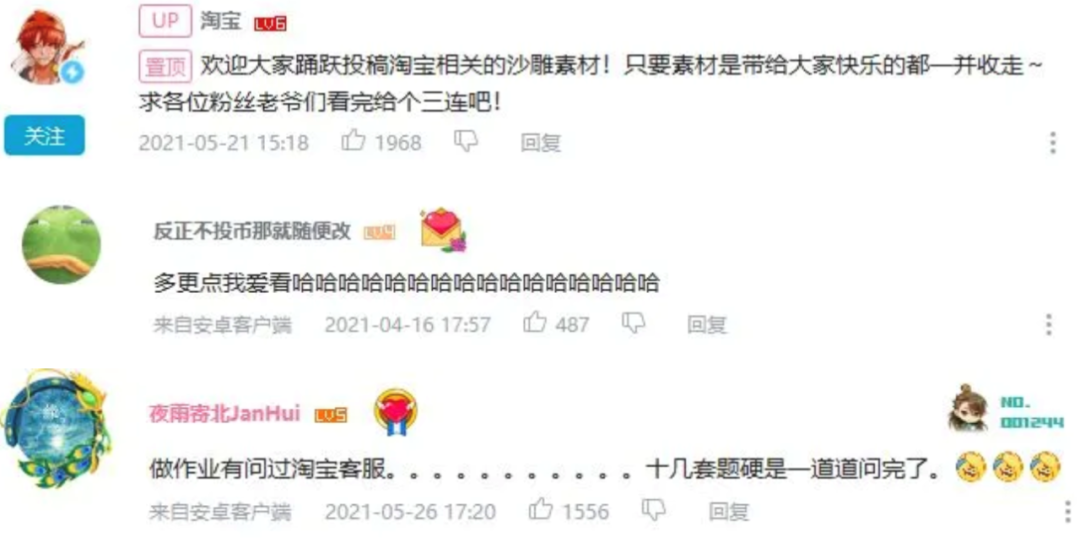 UP 淘宝 LV6
置顶 欢迎大家踊跃投稿淘宝相关的沙雕素材！只要素材是带给大家快乐的都一并收走～
求各位粉丝老爷们看完给个三连吧！
关注
2021-05-21 15:18 1968 回复
反正不投币那就随便改 LV4
多更点我爱看哈哈哈哈哈哈哈哈哈哈哈哈哈哈哈哈
来自安卓客户端 2021-04-16 17:57 487 回复
夜雨寄北JanHui LV5
NO.
001244
做作业有问过淘宝客服。。。。。。。。。。。。十几套题硬是一道道问完了。
来自安卓客户端 2021-05-26 17:20 1556 回复